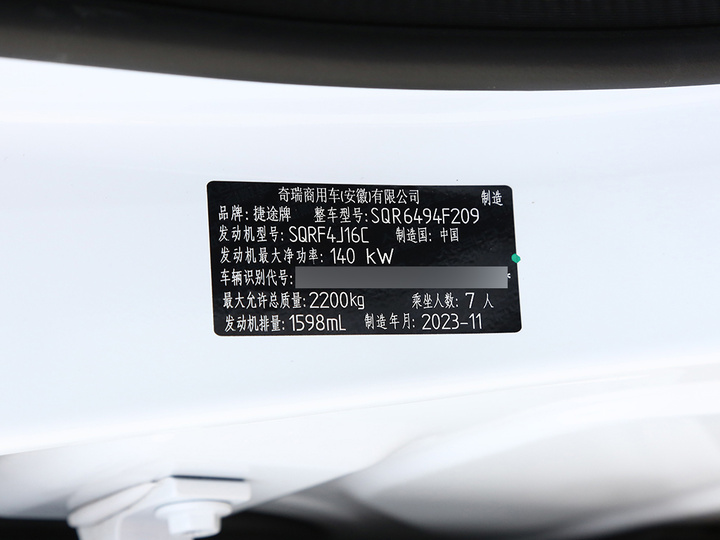 奇瑞商用车(安徽)有限公司 制造
品牌: 捷途牌 整车型号:SQR6494F209
发动机型号: SQRF4J16C 制造国: 中国
发动机最大净功率: 140 kW
车辆识别代号:
最大允许总质量: 2200kg 乘坐人数: 7 人
发动机排量: 1598mL 制造年月: 2023-11